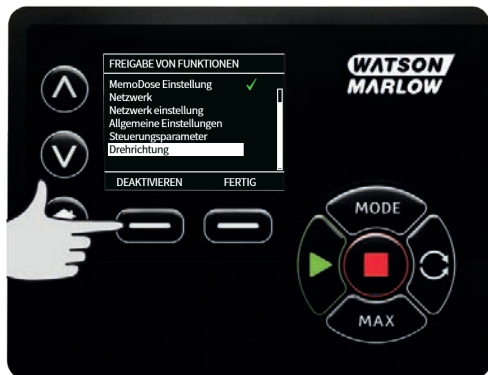 FREIGABE VON FUNKTIONEN
MemoDose Einstellung
Netzwerk
Netzwerk einstellung
Allgemeine Einstellungen
Steuerungsparameter
Drehrichtung
DEAKTIVIEREN FERTIG
WATSON
MARLOW
MODE
MAX